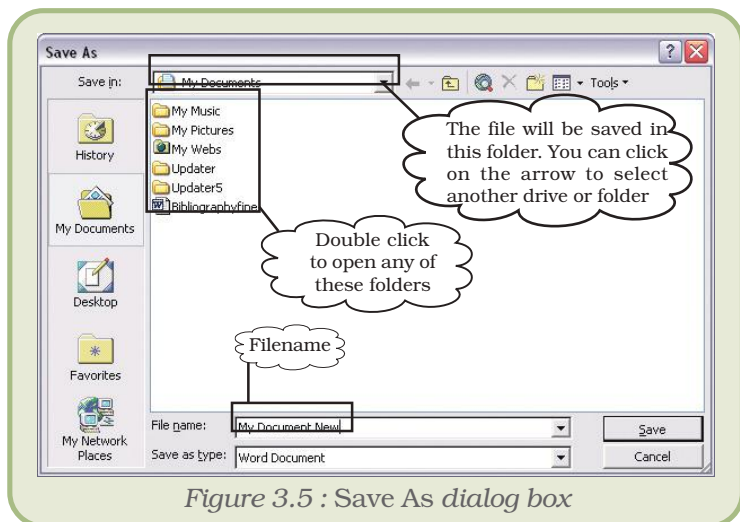 Save As
Save in:
My Documents
Tools
History
My Documents
Desktop
Favorites
My Network
Places
My Music
My Pictures
My Webs
Updater
Updater5
Bibliographyfine
The file will be saved in
this folder. You can click
on the arrow to select
another drive or folder
Double click
to open any of
these folders
Filename
File name:
My Document New
Save
Save as type:
Word Document
Cancel
Figure 3.5 : Save As dialog box